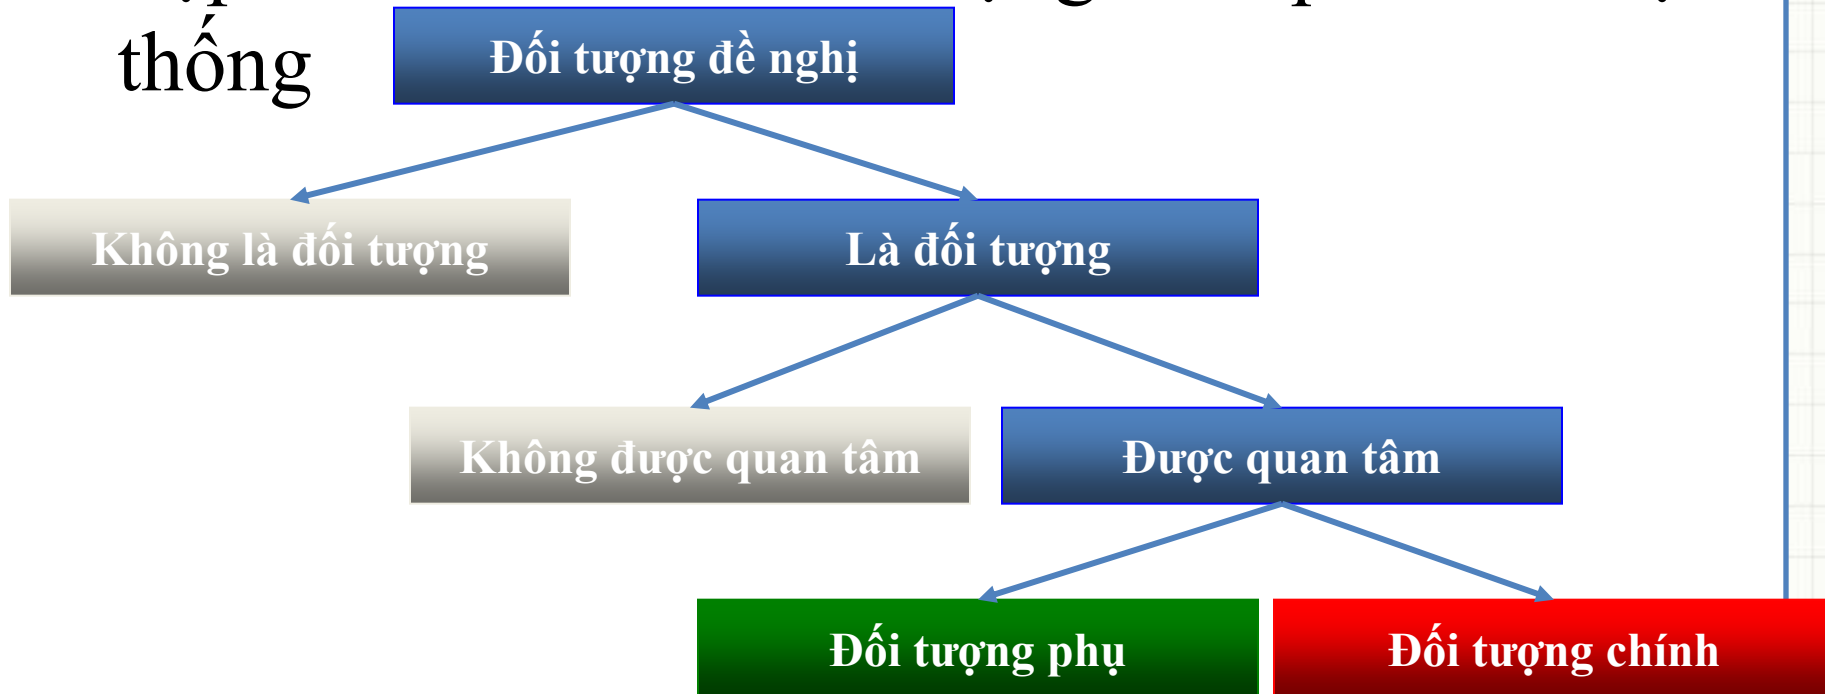 thống
Đối tượng đề nghị
Không là đối tượng
Là đối tượng
Không được quan tâm
Được quan tâm
Đối tượng phụ
Đối tượng chính